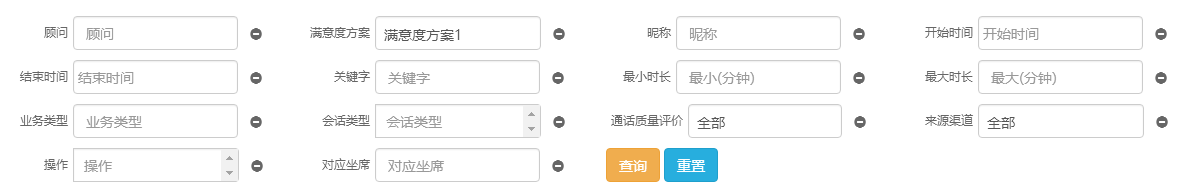 顾问 顾问 满意度方案 满意度方案1 昵称 昵称 开始时间 开始时间
结束时间 结束时间 关键字 关键字 最小时长 最小(分钟) 最大时长 最大(分钟)
业务类型 业务类型 会话类型 会话类型 通话质量评价 全部 来源渠道 全部
操作 操作 对应坐席 对应坐席 查询 重置